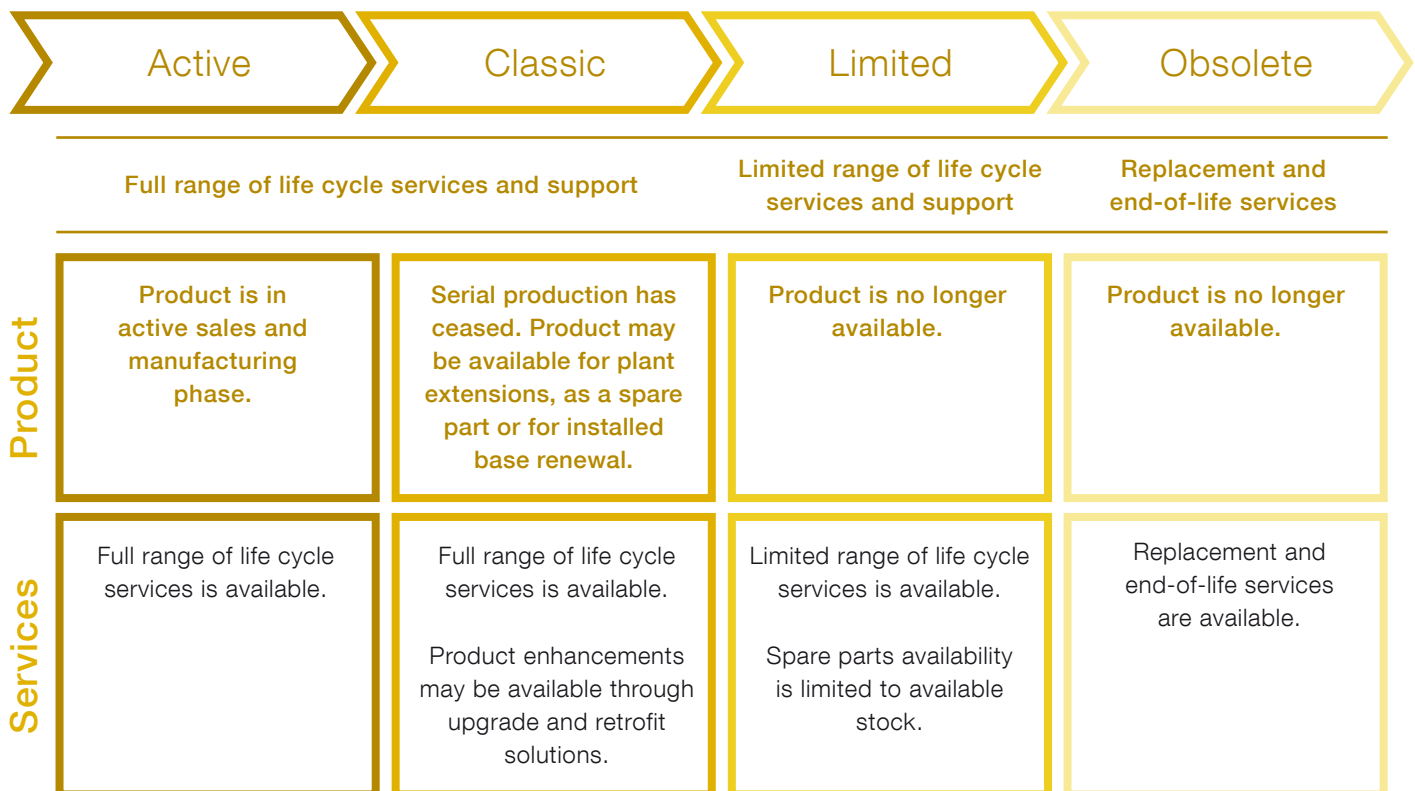 Active
Classic
Limited
Obsolete
Full range of life cycle services and support
Limited range of life cycle
services and support
Replacement and
end-of-life services
Product
Product is in
active sales and
manufacturing
phase.
Serial production has
ceased. Product may
be available for plant
extensions, as a spare
part or for installed
base renewal.
Product is no longer
available.
Product is no longer
available.
Services
Full range of life cycle
services is available.
Full range of life cycle
services is available.
Product enhancements
may be available through
upgrade and retrofit
solutions.
Limited range of life cycle
services is available.
Spare parts availability
is limited to available
stock.
Replacement and
end-of-life services
are available.